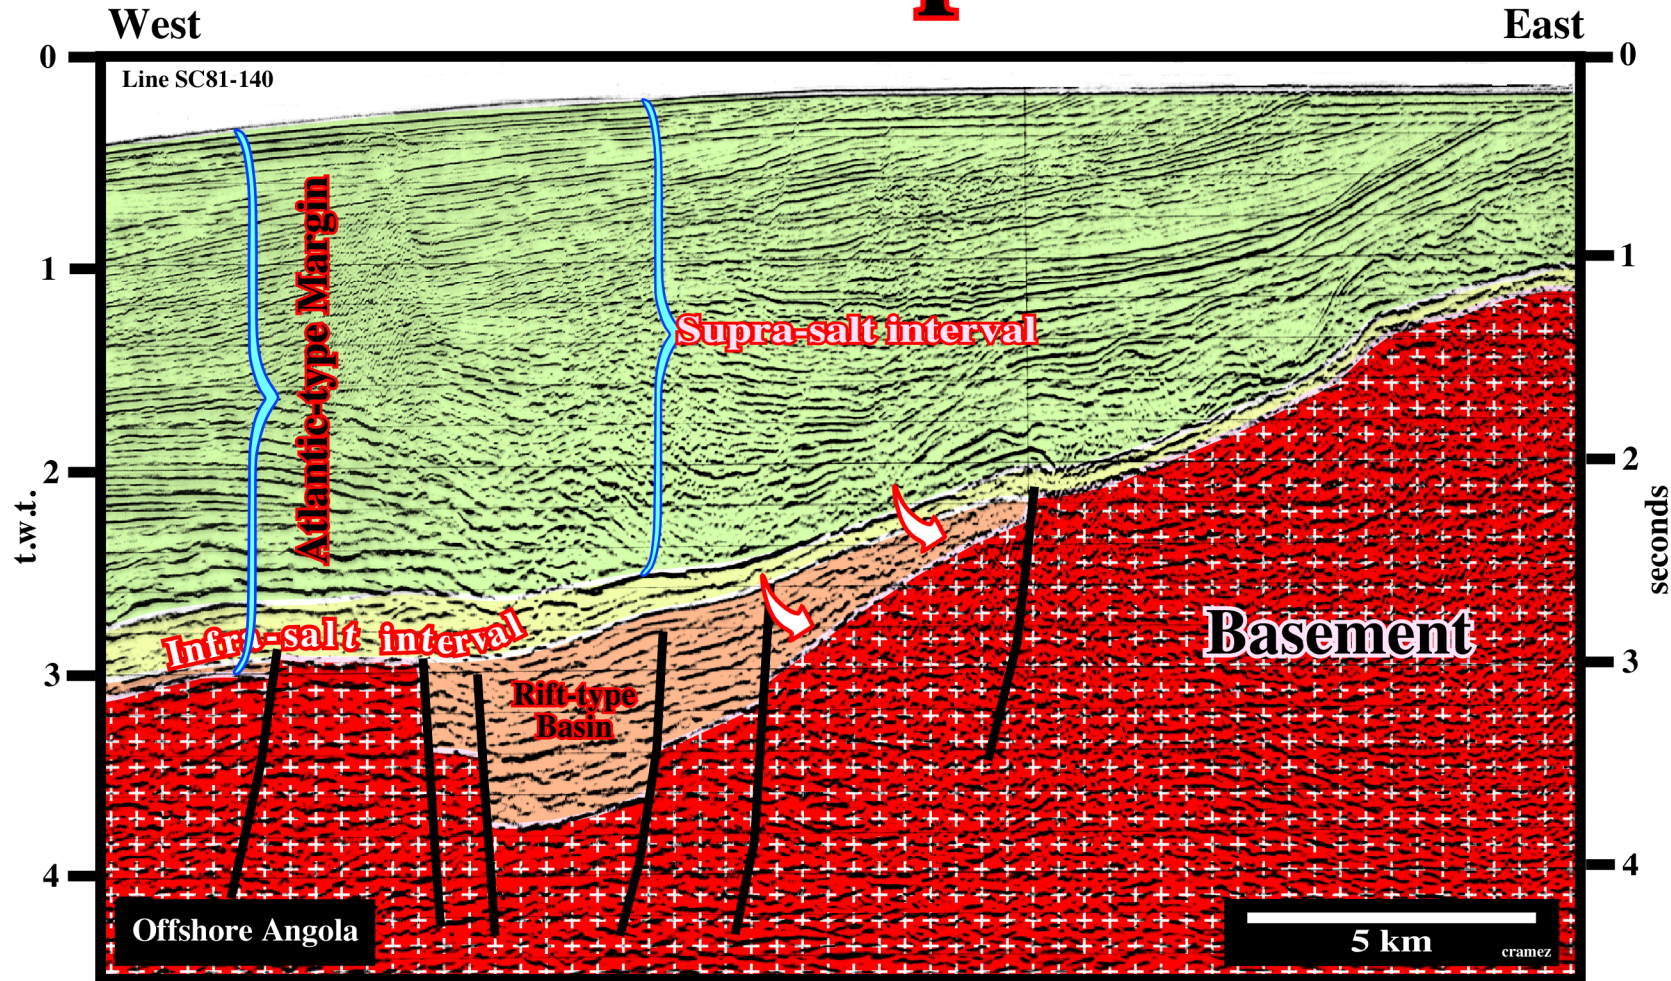 West
East
0
0
Line SC81-140
Atlantic-type Margin
1
1
Supra-salt interval
2
2
t.w.t.
seconds
Infra-salt interval
Basement
3
3
Rift-type
Basin
4
4
Offshore Angola
5 km
cramez